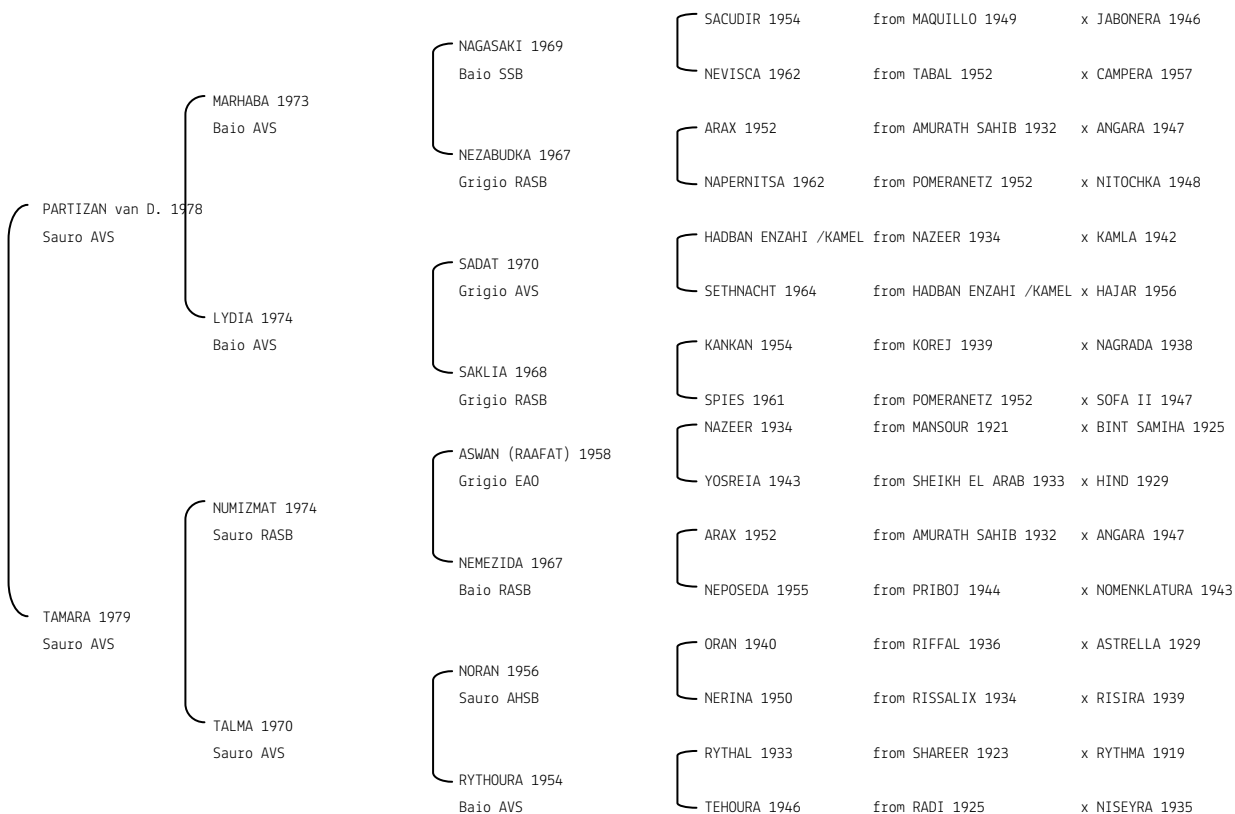 SACUDIR 1954 from MAQUILLO 1949 x JABONERA 1946
NAGASAKI 1969
Baio SSB
NEVISCA 1962 from TABAL 1952 x CAMPERA 1957
MARHABA 1973
Baio AVS
ARAX 1952 from AMURATH SAHIB 1932 x ANGARA 1947
NEZABUDKA 1967
Grigio RASB
NAPERNITSA 1962 from POMERANETZ 1952 x NITOCHKA 1948
PARTIZAN van D. 1978
Sauro AVS
HADBAN ENZAHI /KAMEL from NAZEER 1934 x KAMLA 1942
SADAT 1970
Grigio AVS
SETHNACHT 1964 from HADBAN ENZAHI /KAMEL x HAJAR 1956
LYDIA 1974
Baio AVS
KANKAN 1954 from KOREJ 1939 x NAGRADA 1938
SAKLIA 1968
Grigio RASB
SPIES 1961 from POMERANETZ 1952 x SOFA II 1947
NAZEER 1934 from MANSOUR 1921 x BINT SAMIHA 1925
ASWAN (RAAFAT) 1958
Grigio EAO
YOSREIA 1943 from SHEIKH EL ARAB 1933 x HIND 1929
NUMIZMAT 1974
Sauro RASB
ARAX 1952 from AMURATH SAHIB 1932 x ANGARA 1947
NEMEZIDA 1967
Baio RASB
NEPOSEDA 1955 from PRIBOJ 1944 x NOMENKLATURA 1943
TAMARA 1979
Sauro AVS
ORAN 1940 from RIFFAL 1936 x ASTRELLA 1929
NORAN 1956
Sauro AHSB
NERINA 1950 from RISSALIX 1934 x RISIRA 1939
TALMA 1970
Sauro AVS
RYTHAL 1933 from SHAREER 1923 x RYTHMA 1919
RYTHOURA 1954
Baio AVS
TEHOURA 1946 from RADI 1925 x NISEYRA 1935